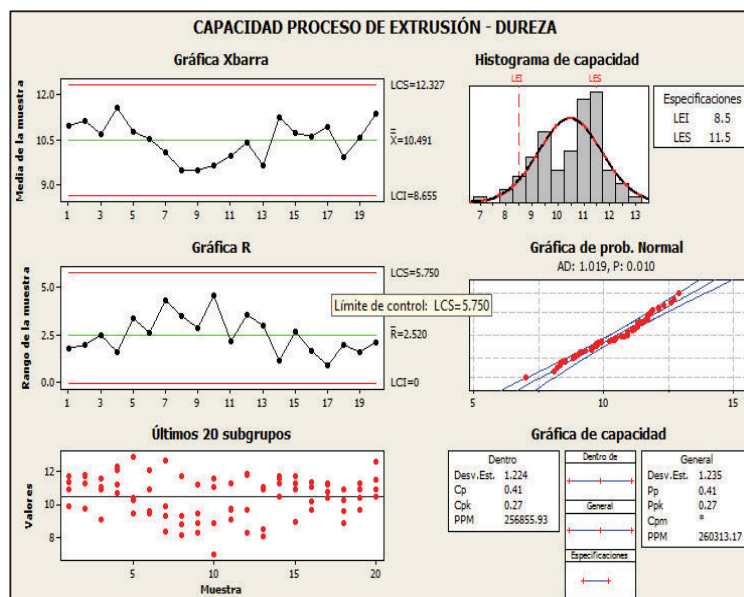 CAPACIDAD PROCESO DE EXTRUSIÓN - DUREZA
Gráfica Xbarra
Media de la muestra
12.0
10.5
9.0
LCS=12.327
X=10.491
LCI=8.655
1 3 5 7 9 11 13 15 17 19
Histograma de capacidad
LEI LES
7 8 9 10 11 12 13
Especificaciones
LEI 8.5
LES 11.5
Gráfica R
Rango de la muestra
5.0
2.5
0.0
LCS=5.750
Límite de control: LCS=5.750
R=2.520
LCI=0
1 3 5 7 9 11 13 15 17 19
Gráfica de prob. Normal
AD: 1.019, P: 0.010
5 10 15
Últimos 20 subgrupos
Valores
12
10
8
5 10 15 20
Muestra
Gráfica de capacidad
Dentro
Desv.Est. 1.224
Cp 0.41
Cpk 0.27
PPM 256855.93
Dentro de
General
Especificaciones
General
Desv.Est. 1.235
Pp 0.41
Ppk 0.27
Cpm *
PPM 260313.17